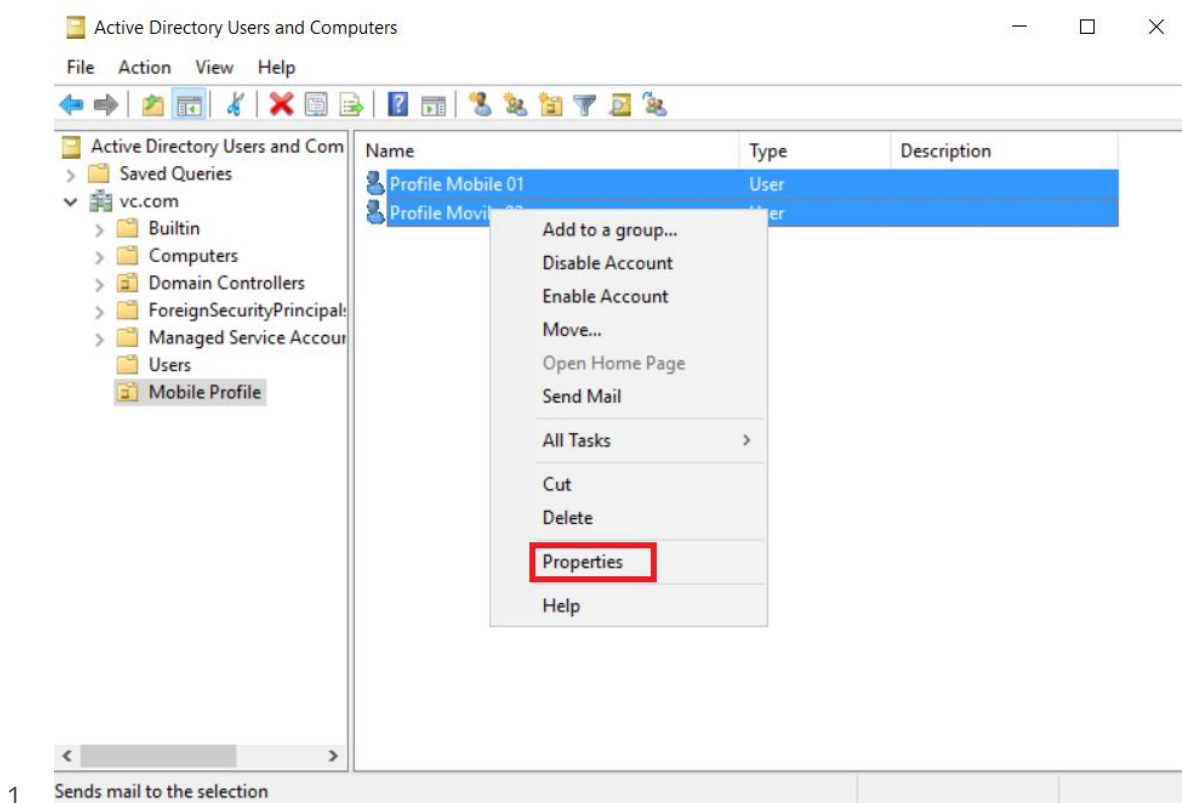 Active Directory Users and Computers
File Action View Help
Active Directory Users and Com
Saved Queries
vc.com
Builtin
Computers
Domain Controllers
ForeignSecurityPrincipal
Managed Service Accour
Users
Mobile Profile
Name Type Description
Profile Mobile 01 User
Profile Movil
Add to a group...
Disable Account
Enable Account
Move...
Open Home Page
Send Mail
All Tasks
Cut
Delete
Properties
Help
Sends mail to the selection
1